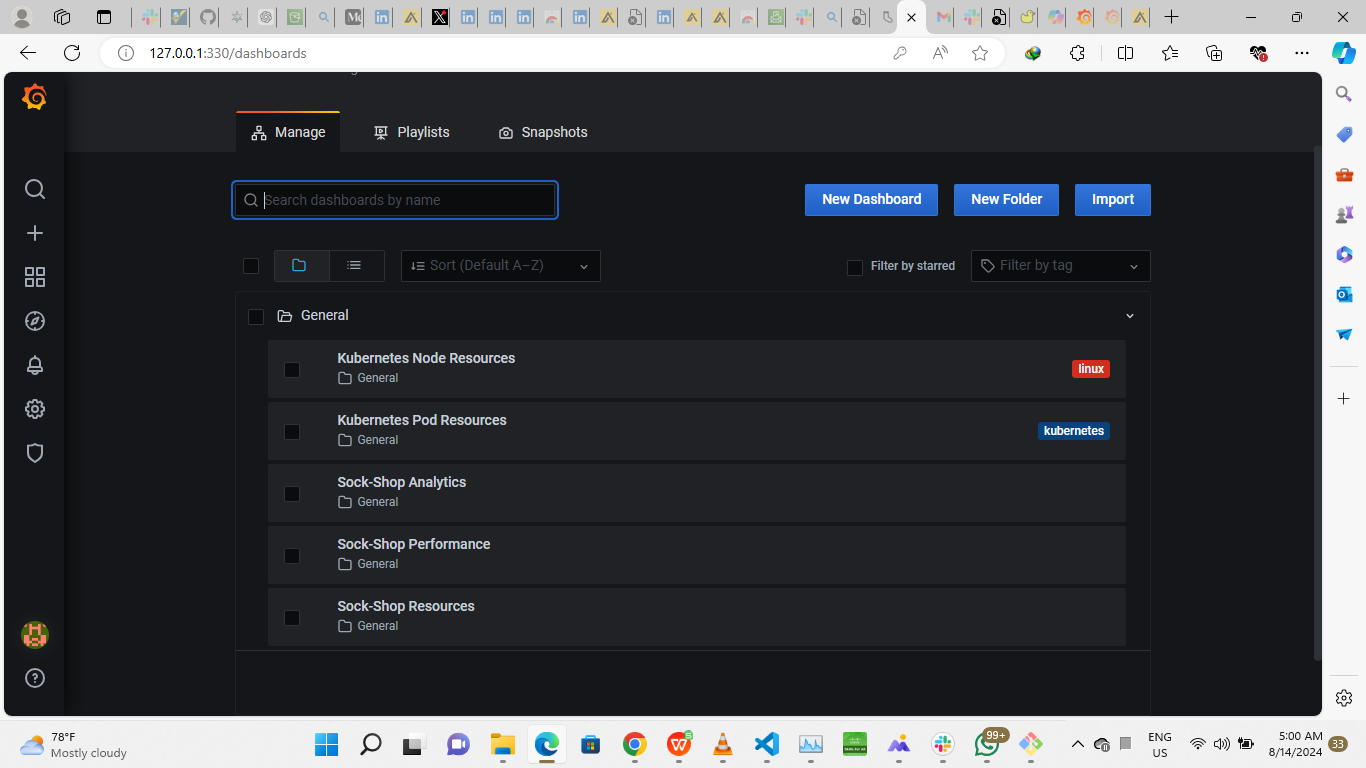 127.0.0.1:330/dashboards
Manage
Playlists
Snapshots
Search dashboards by name
New Dashboard
New Folder
Import
Sort (Default A–Z)
Filter by starred
Filter by tag
General
Kubernetes Node Resources
General
linux
Kubernetes Pod Resources
General
kubernetes
Sock-Shop Analytics
General
Sock-Shop Performance
General
Sock-Shop Resources
General
78°F
Mostly cloudy
99+
ENG
US
5:00 AM
8/14/2024
33